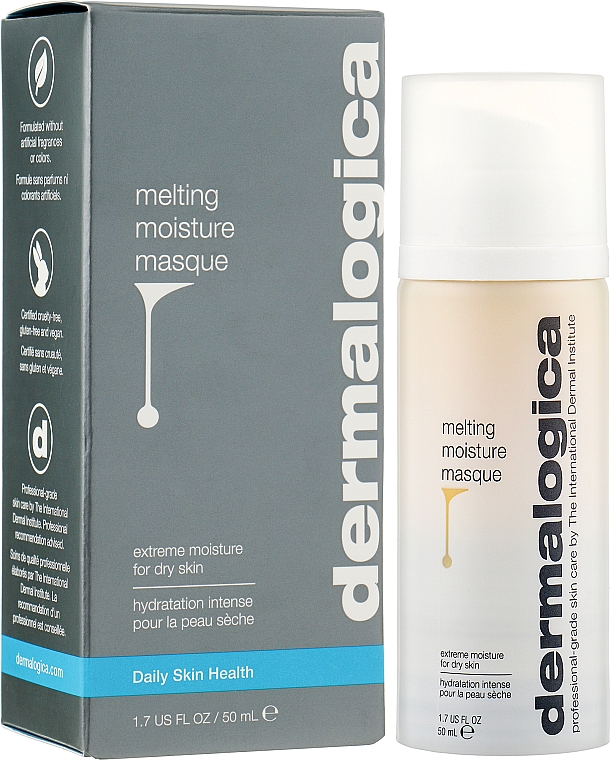 Formulated without
artificial fragrances
or colors.
Formule sans parfums ni
colorants artificiels.
Certified cruelty-free,
gluten-free and vegan.
Certifié sans cruauté,
sans gluten et végane.
d
Professional-grade
skin care by The International
Dermal Institute. Professional
recommendation advised.
Soins de qualité professionnelle
élaborés par The International
Dermal Institute. La
recommandation d'un
professionnel est conseillée.
dermalogica.com
melting
moisture
masque
extreme moisture
for dry skin
hydratation intense
pour la peau sèche
Daily Skin Health
1.7 US FL OZ / 50 mL ℮
dermalogica
melting
moisture
masque
extreme moisture
for dry skin
hydratation intense
pour la peau sèche
1.7 US FL OZ
50 mL ℮
dermalogica
professional-grade skin care by The International Dermal Institute